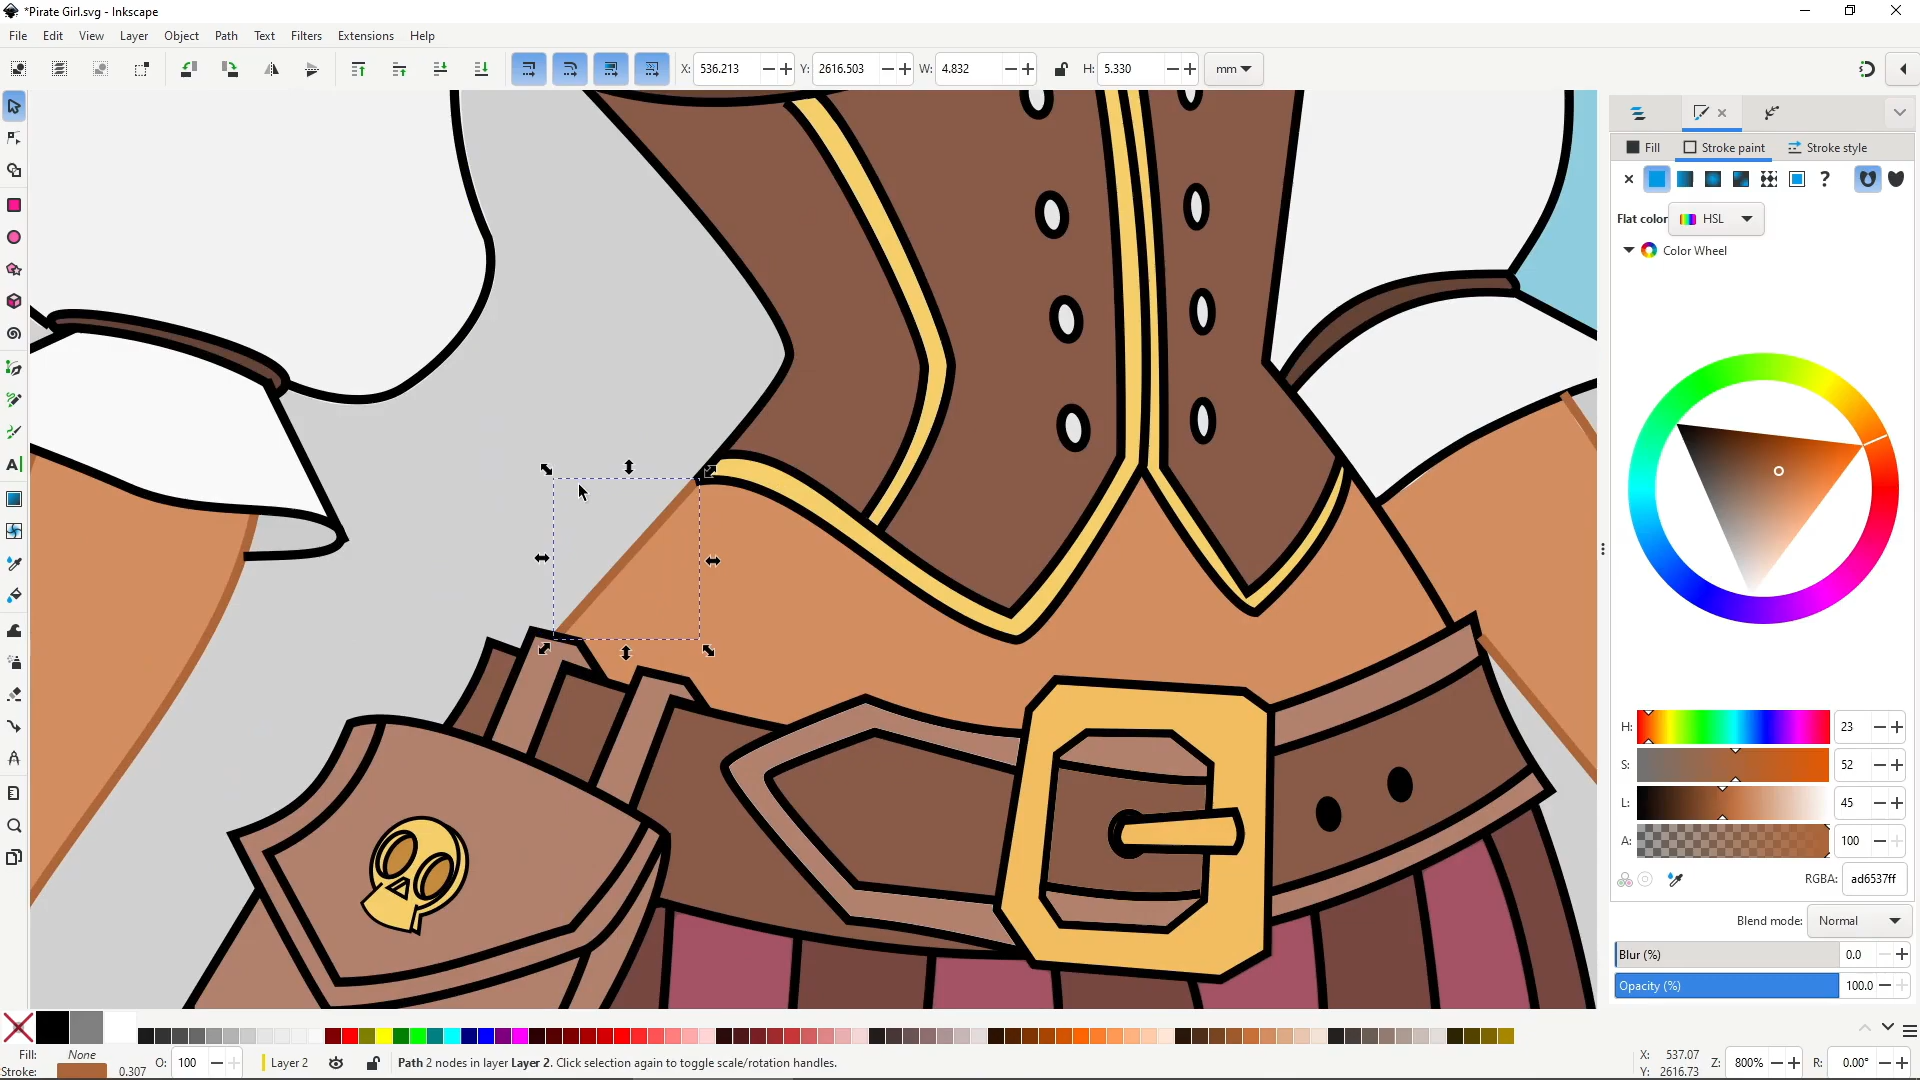 *Pirate Girl.svg - Inkscape
File Edit View Layer Object Path Text Filters Extensions Help
X: 536.213 Y: 2616.503 W: 4.832 H: 5.330 mm
Fill Stroke paint Stroke style
?
Flat color HSL
Color Wheel
H: 23
S: 52
L: 45
A: 100
RGBA: ad6537ff
Blend mode: Normal
Blur (%) 0.0
Opacity (%) 100.0
Fill: None
Stroke: 0.307
O: 100
Layer 2
Path 2 nodes in layer Layer 2. Click selection again to toggle scale/rotation handles.
X: 537.07
Y: 2616.73
Z: 800%
R: 0.00°